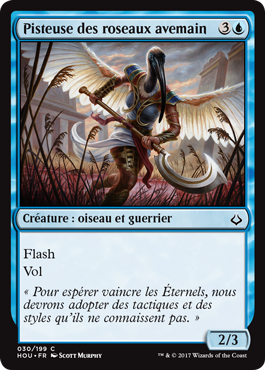 Pisteuse des roseaux avemain 3
Créature : oiseau et guerrier
Flash
Vol
« Pour espérer vaincre les Éternels, nous
devrons adopter des tactiques et des
styles qu'ils ne connaissent pas. »
2/3
030/199 C
HOU • FR Scott Murphy
™ & © 2017 Wizards of the Coast